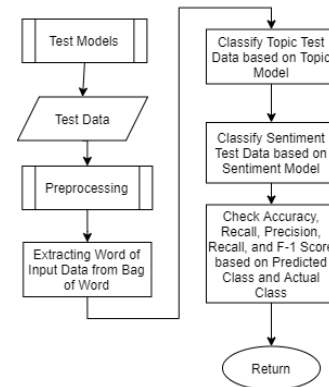 Test Models
Test Data
Preprocessing
Extracting Word of
Input Data from Bag
of Word
Classify Topic Test
Data based on Topic
Model
Classify Sentiment
Test Data based on
Sentiment Model
Check Accuracy,
Recall, Precision,
Recall, and F-1 Score
based on Predicted
Class and Actual
Class
Return